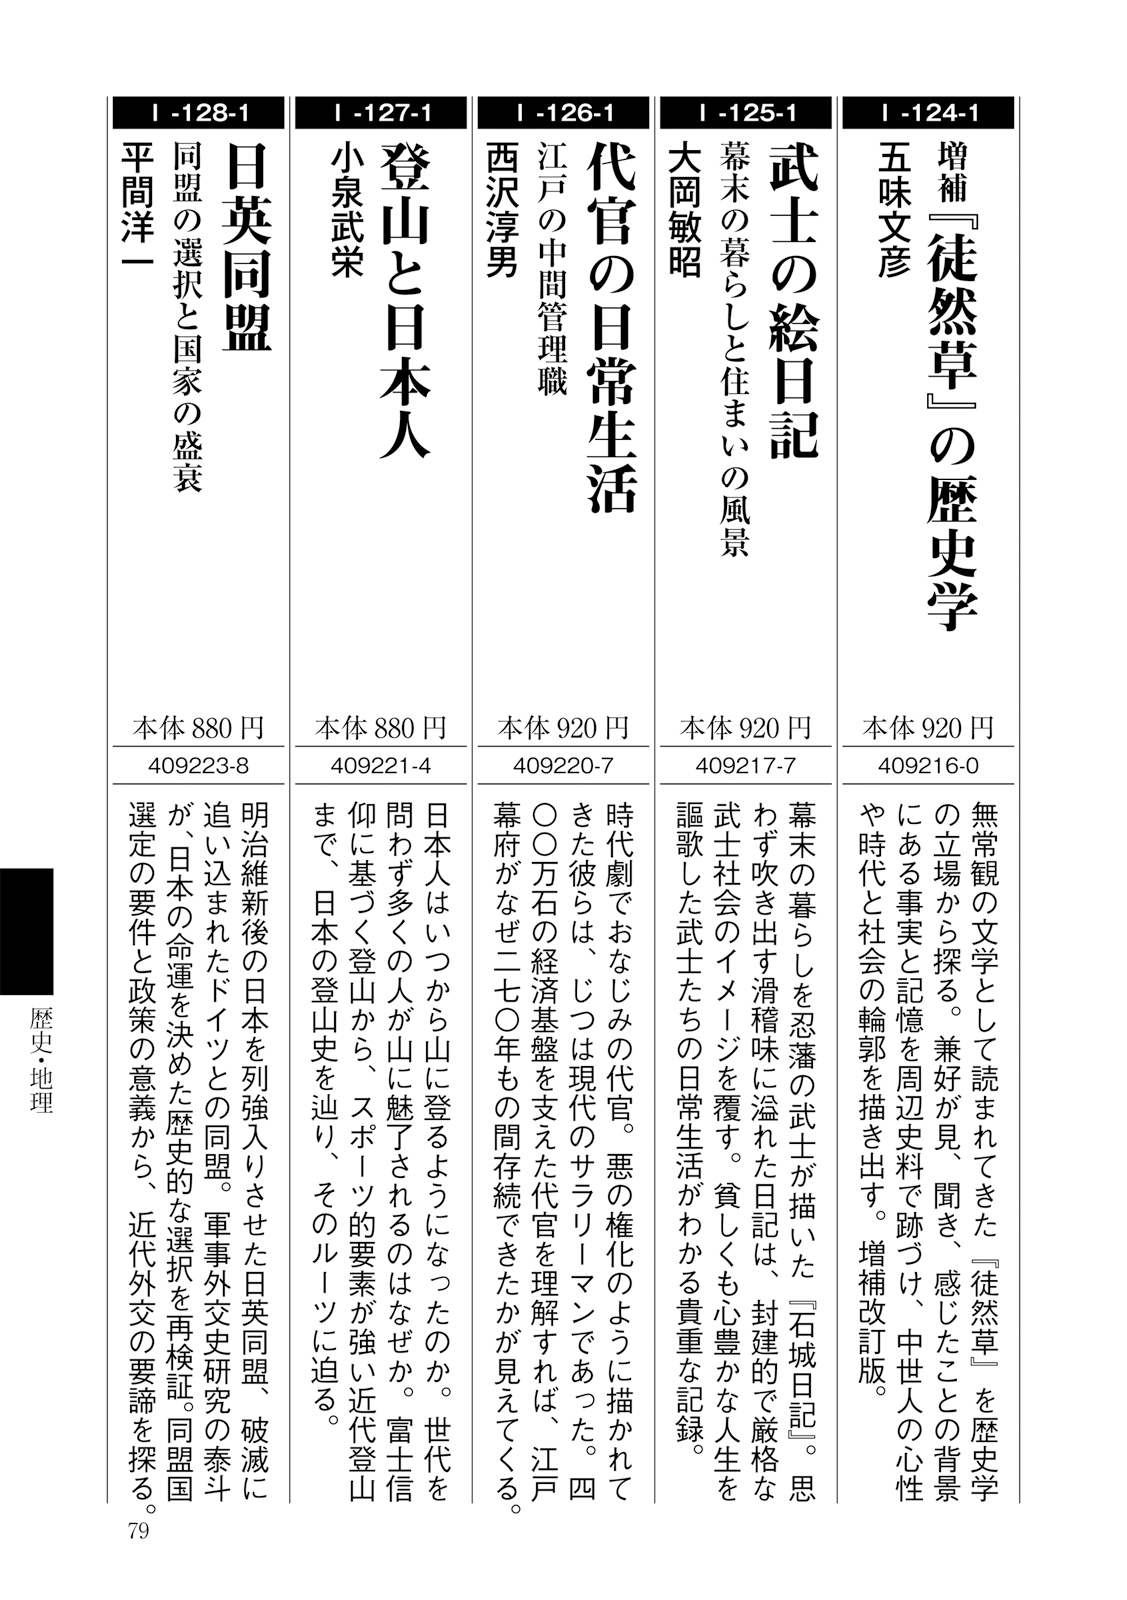 I-124-1
増補『徒然草』の歴史学
五味文彦
本体920円
409216-0
無常観の文学として読まれてきた『徒然草』を歴史学
の立場から探る。兼好が見、聞き、感じたことの背景
にある事実と記憶を周辺史料で跡づけ、中世人の心性
や時代と社会の輪郭を描き出す。増補改訂版。
I-125-1
武士の絵日記
幕末の暮らしと住まいの風景
大岡敏昭
本体920円
409217-7
幕末の暮らしを忍藩の武士が描いた『石城日記』。思
わず吹き出す滑稽味に溢れた日記は、封建的で厳格な
武士社会のイメージを覆す。貧しくも心豊かな人生を
謳歌した武士たちの日常生活がわかる貴重な記録。
I-126-1
代官の日常生活
江戸の中間管理職
西沢淳男
本体920円
409220-7
時代劇でおなじみの代官。悪の権化のように描かれて
きた彼らは、じつは現代のサラリーマンであった。四
〇〇万石の経済基盤を支えた代官を理解すれば、江戸
幕府がなぜ二七〇年もの間存続できたかが見えてくる。
I-127-1
登山と日本人
小泉武栄
本体880円
409221-4
日本人はいつから山に登るようになったのか。世代を
問わず多くの人が山に魅了されるのはなぜか。富士信
仰に基づく登山から、スポーツ的要素が強い近代登山
まで、日本の登山史を辿り、そのルーツに迫る。
I-128-1
日英同盟
同盟の選択と国家の盛衰
平間洋一
本体880円
409223-8
明治維新後の日本を列強入りさせた日英同盟、破滅に
追い込まれたドイツとの同盟。軍事外交史研究の泰斗
が、日本の命運を決めた歴史的な選択を再検証。同盟国
選定の要件と政策の意義から、近代外交の要諦を探る。
歴史・地理
79